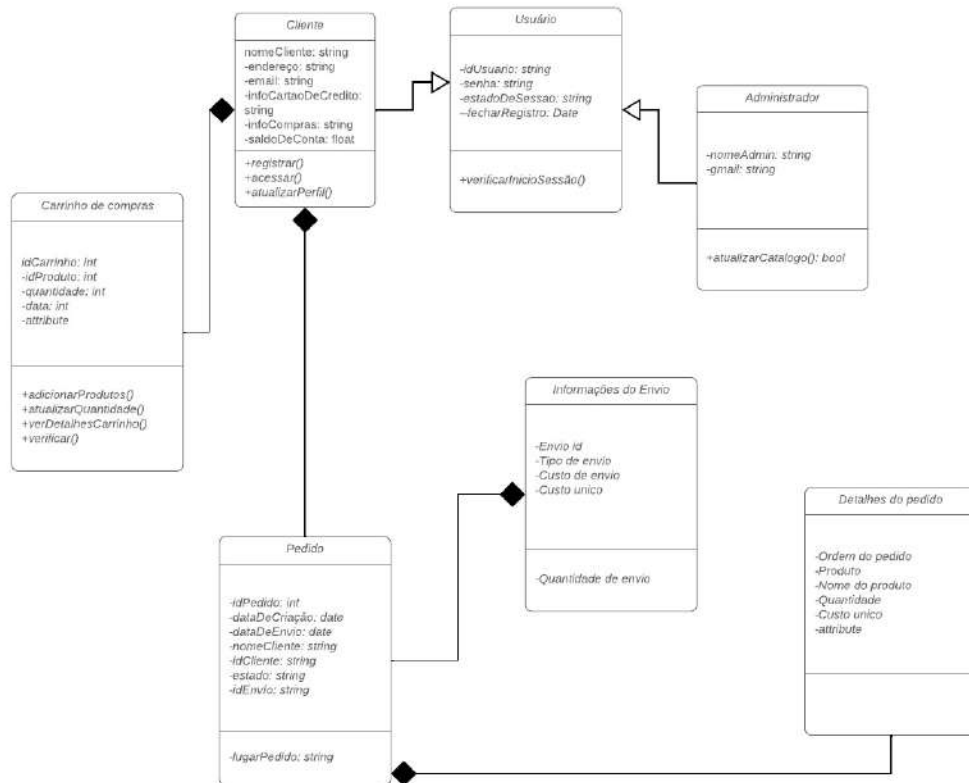 Cliente
nomeCliente: string
-endereço: string
-email: string
-infoCartaoDeCredito:
string
-infoCompras: string
-saldoDeConta: float
+registrar()
+acessar()
+atualizarPerfil()
Usuário
-idUsuario: string
-senha: string
-estadoDeSessao: string
--fecharRegistro: Date
+verificarInicioSessão()
Administrador
-nomeAdmin: string
-gmail: string
+atualizarCatalogo(): bool
Carrinho de compras
idCarrinho: int
-idProduto: int
-quantidade: int
-data: int
-attribute
+adicionarProdutos()
+atualizarQuantidade()
+verDetalhesCarrinho()
+verificar()
Informações do Envio
-Envio id
-Tipo de envio
-Custo de envio
-Custo unico
-Quantidade de envio
Detalhes do pedido
-Ordem do pedido
-Produto
-Nome do produto
-Quantidade
-Custo unico
-attribute
Pedido
-idPedido: int
-dataDeCriação: date
-dataDeEnvio: date
-nomeCliente: string
-idCliente: string
-estado: string
-idEnvio: string
-lugarPedido: string